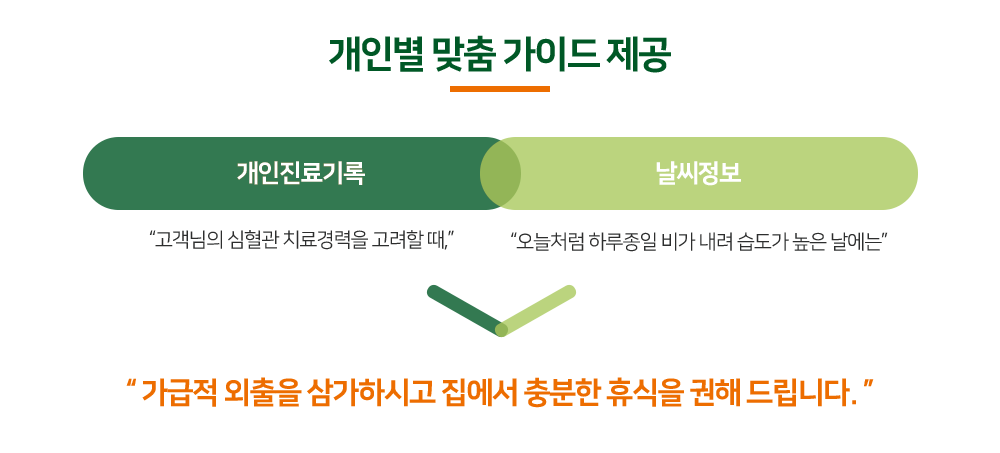 개인별 맞춤 가이드 제공
개인진료기록
날씨정보
“고객님의 심혈관 치료경력을 고려할 때,”
“오늘처럼 하루종일 비가 내려 습도가 높은 날에는”
“ 가급적 외출을 삼가하시고 집에서 충분한 휴식을 권해 드립니다. ”